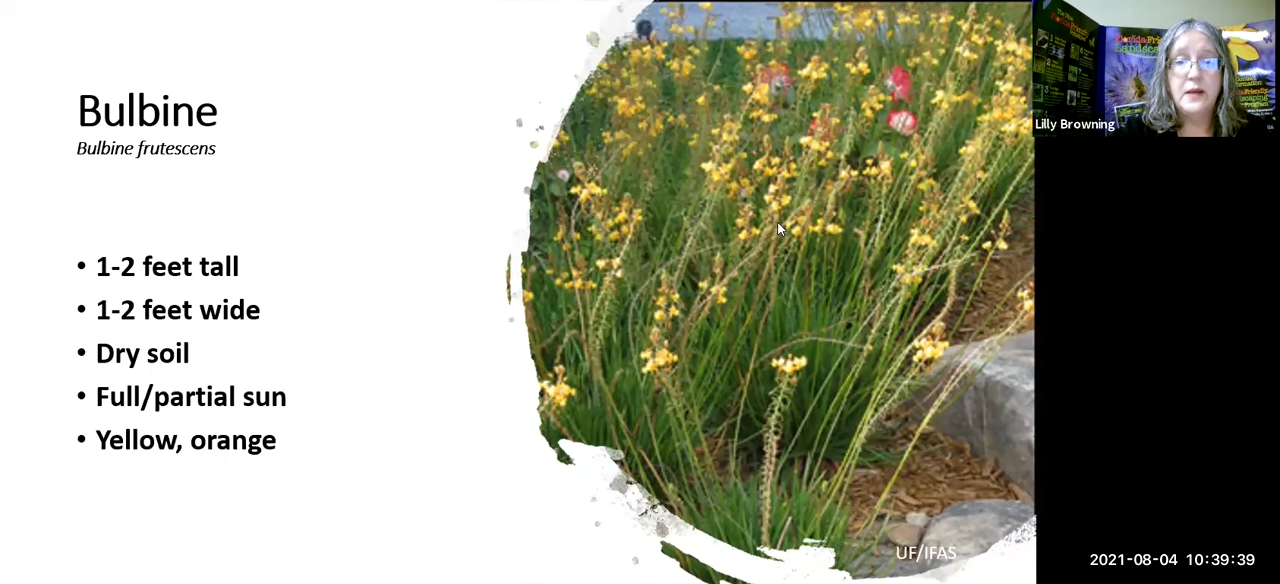 Bulbine
Bulbine frutescens
• 1-2 feet tall
• 1-2 feet wide
• Dry soil
• Full/partial sun
• Yellow, orange
UF/IFAS
Lilly Browning
2021-08-04 10:39:39